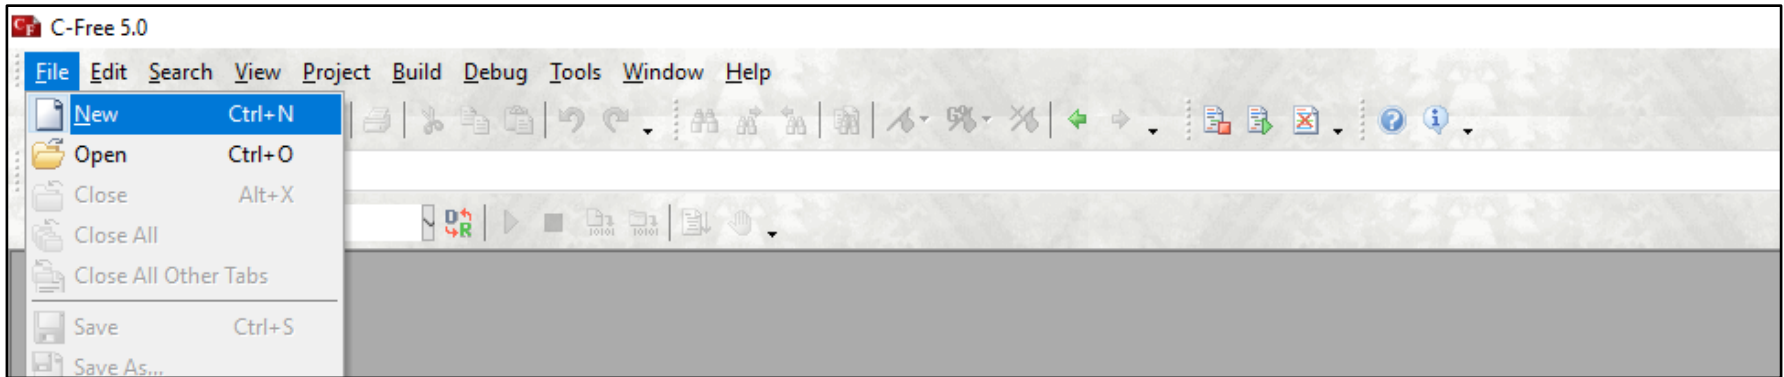 C-Free 5.0
File Edit Search View Project Build Debug Tools Window Help
New Ctrl+N
Open Ctrl+O
Close Alt+X
Close All
Close All Other Tabs
Save Ctrl+S
Save As...